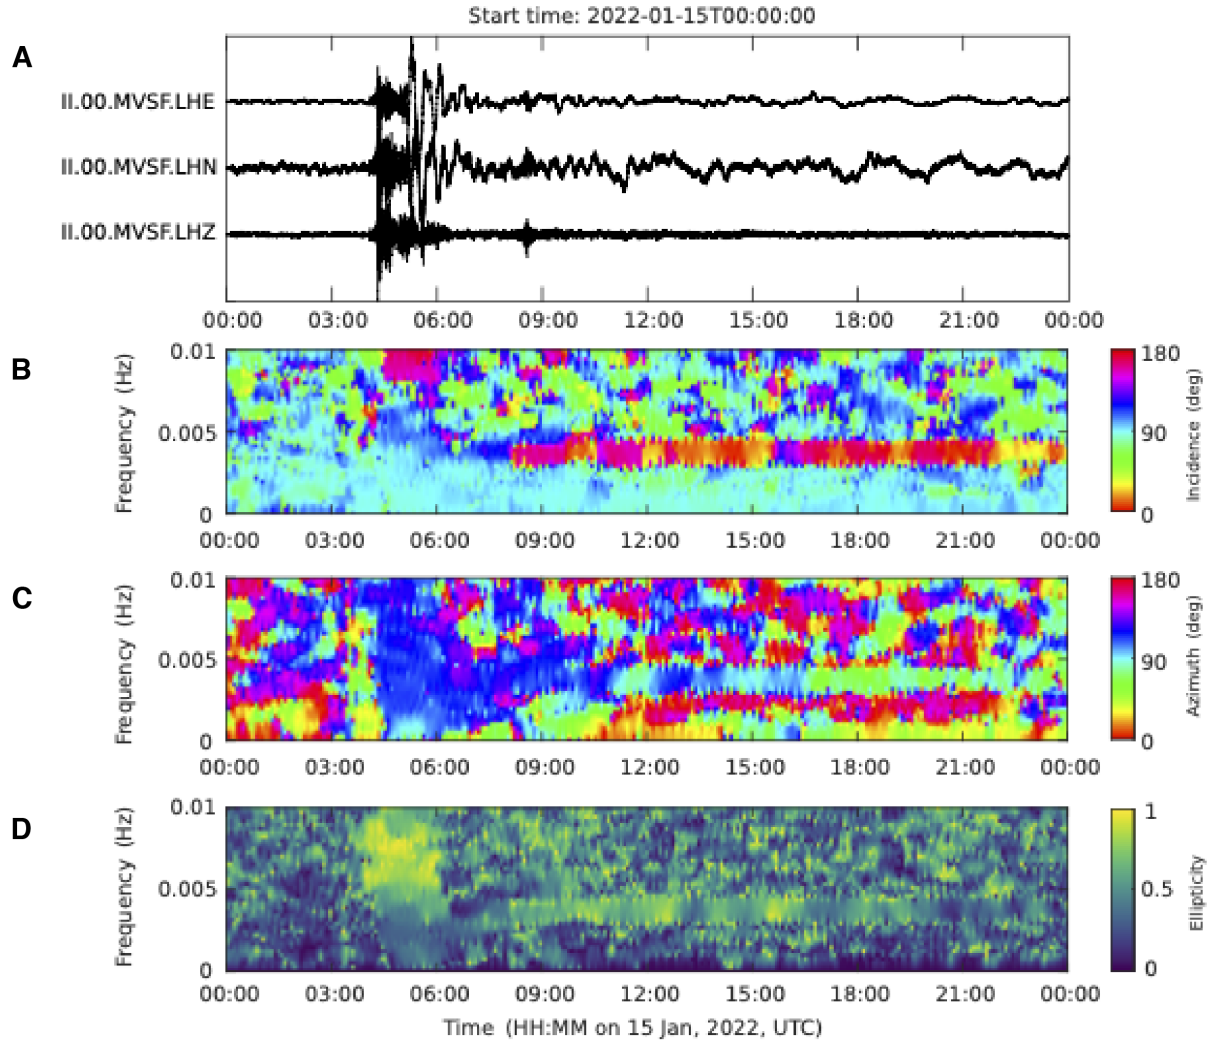 Start time: 2022-01-15T00:00:00
A
II.00.MVSF.LHE
II.00.MVSF.LHN
II.00.MVSF.LHZ
00:00 03:00 06:00 09:00 12:00 15:00 18:00 21:00 00:00
B
Frequency (Hz)
0.01
0.005
0
180
90
0
Incidence (deg)
00:00 03:00 06:00 09:00 12:00 15:00 18:00 21:00 00:00
C
Frequency (Hz)
0.01
0.005
0
180
90
0
Azimuth (deg)
00:00 03:00 06:00 09:00 12:00 15:00 18:00 21:00 00:00
D
Frequency (Hz)
0.01
0.005
0
1
0.5
0
Ellipticity
00:00 03:00 06:00 09:00 12:00 15:00 18:00 21:00 00:00
Time (HH:MM on 15 Jan, 2022, UTC)